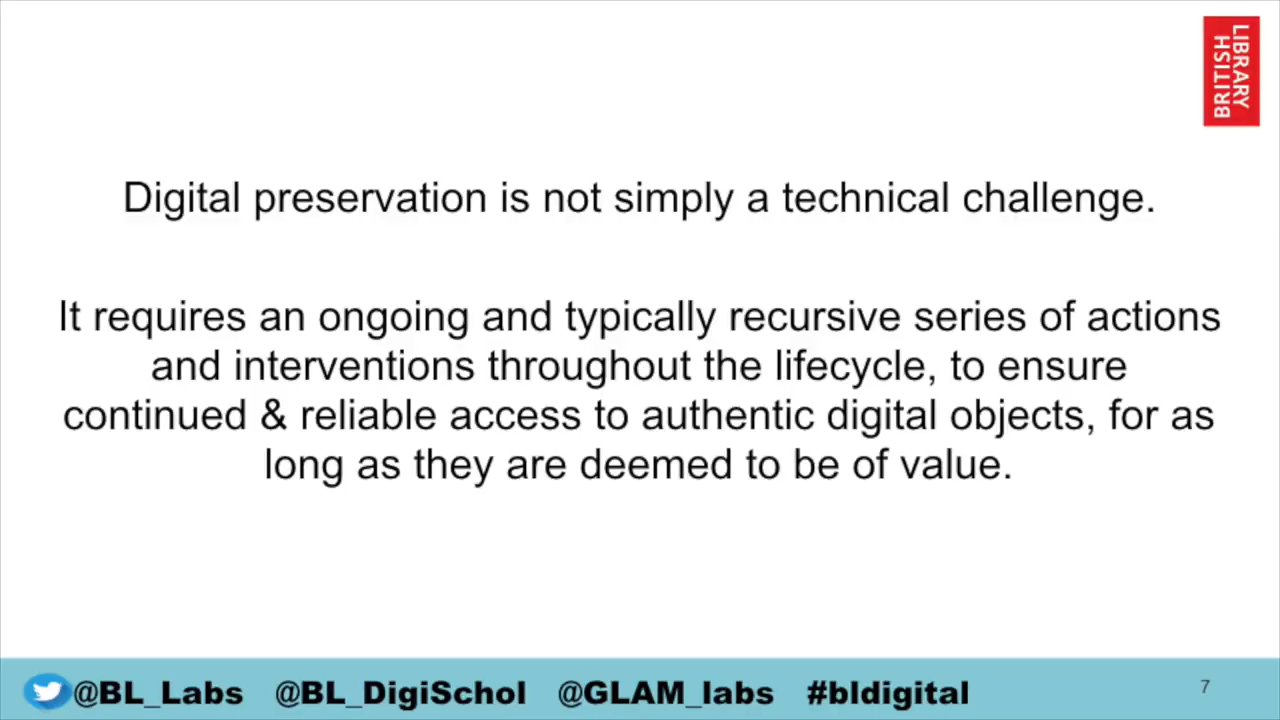 BRITISH
LIBRARY
Digital preservation is not simply a technical challenge.
It requires an ongoing and typically recursive series of actions
and interventions throughout the lifecycle, to ensure
continued & reliable access to authentic digital objects, for as
long as they are deemed to be of value.
@BL_Labs @BL_DigiSchol @GLAM_labs #bldigital
7